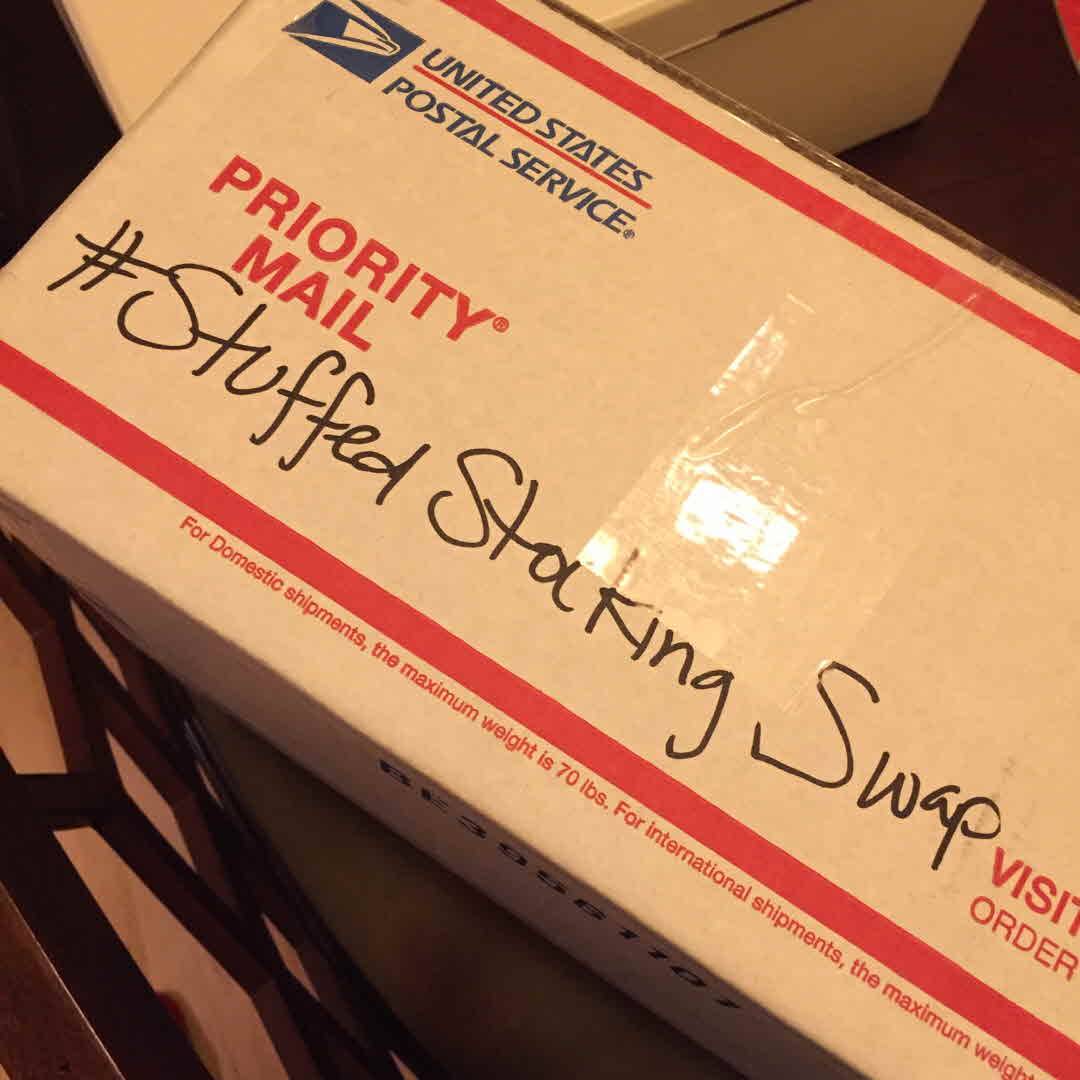 UNITED STATES
POSTAL SERVICE®
PRIORITY®
MAIL
#Stuffed Stocking Swap
VISIT
ORDER
For Domestic shipments, the maximum weight is 70 lbs. For international shipments, the maximum weight